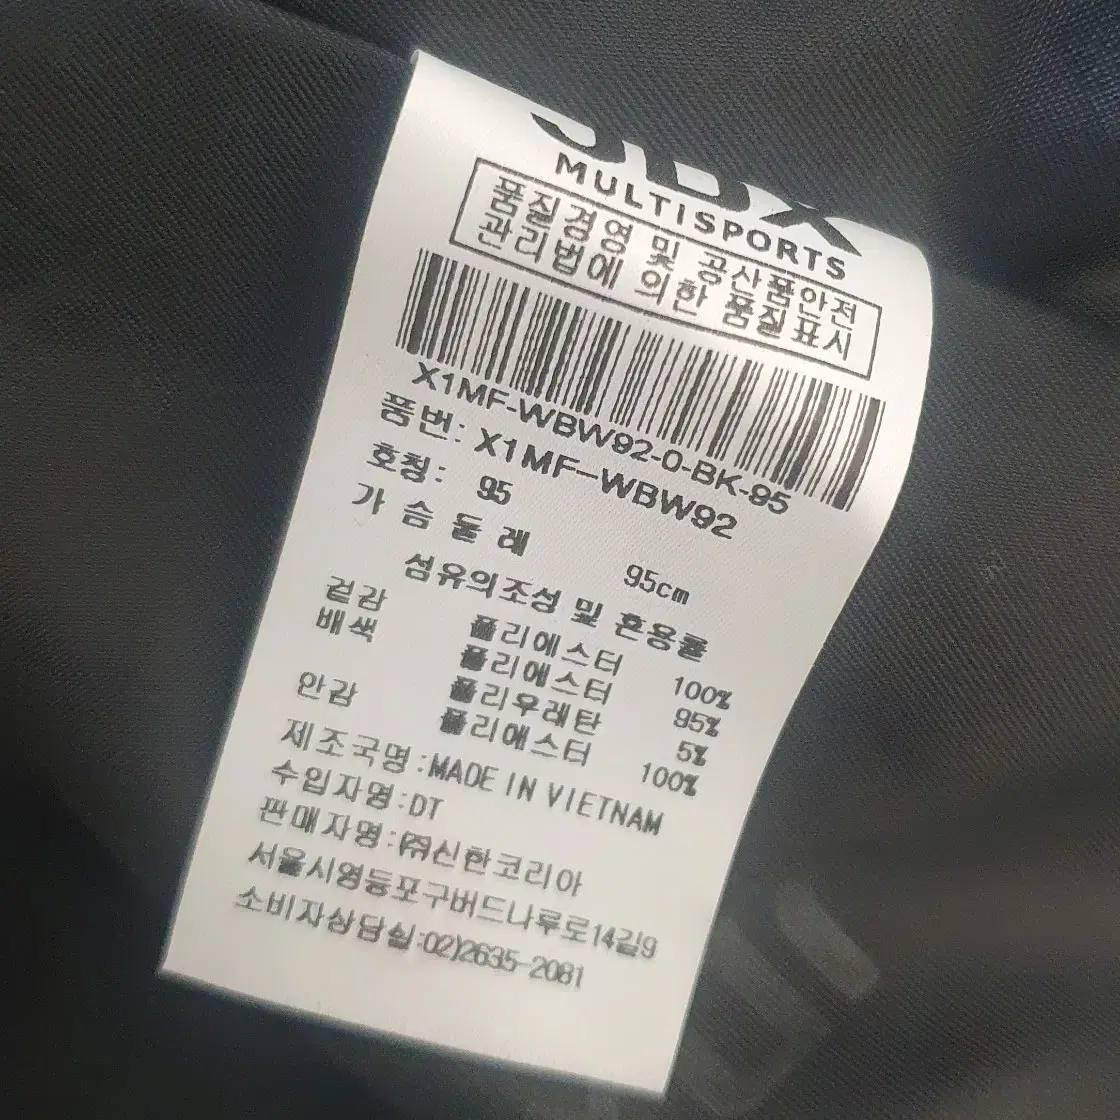 MULTISPORTS
품질경영 및 공산품안전
관리법에 의한 품질표시
X1MF-WBW92-0-BK-95
품번: X1MF-WBW92
호칭: 95
가슴둘레 95cm
섬유의조성 및 혼용률
겉감 폴리에스터 100%
배색 폴리에스터 95%
폴리우레탄 5%
안감 폴리에스터 100%
제조국명:MADE IN VIETNAM
수입자명:DT
판매자명:㈜신한코리아
서울시영등포구버드나루로14길9
소비자상담실:02)2635-2081